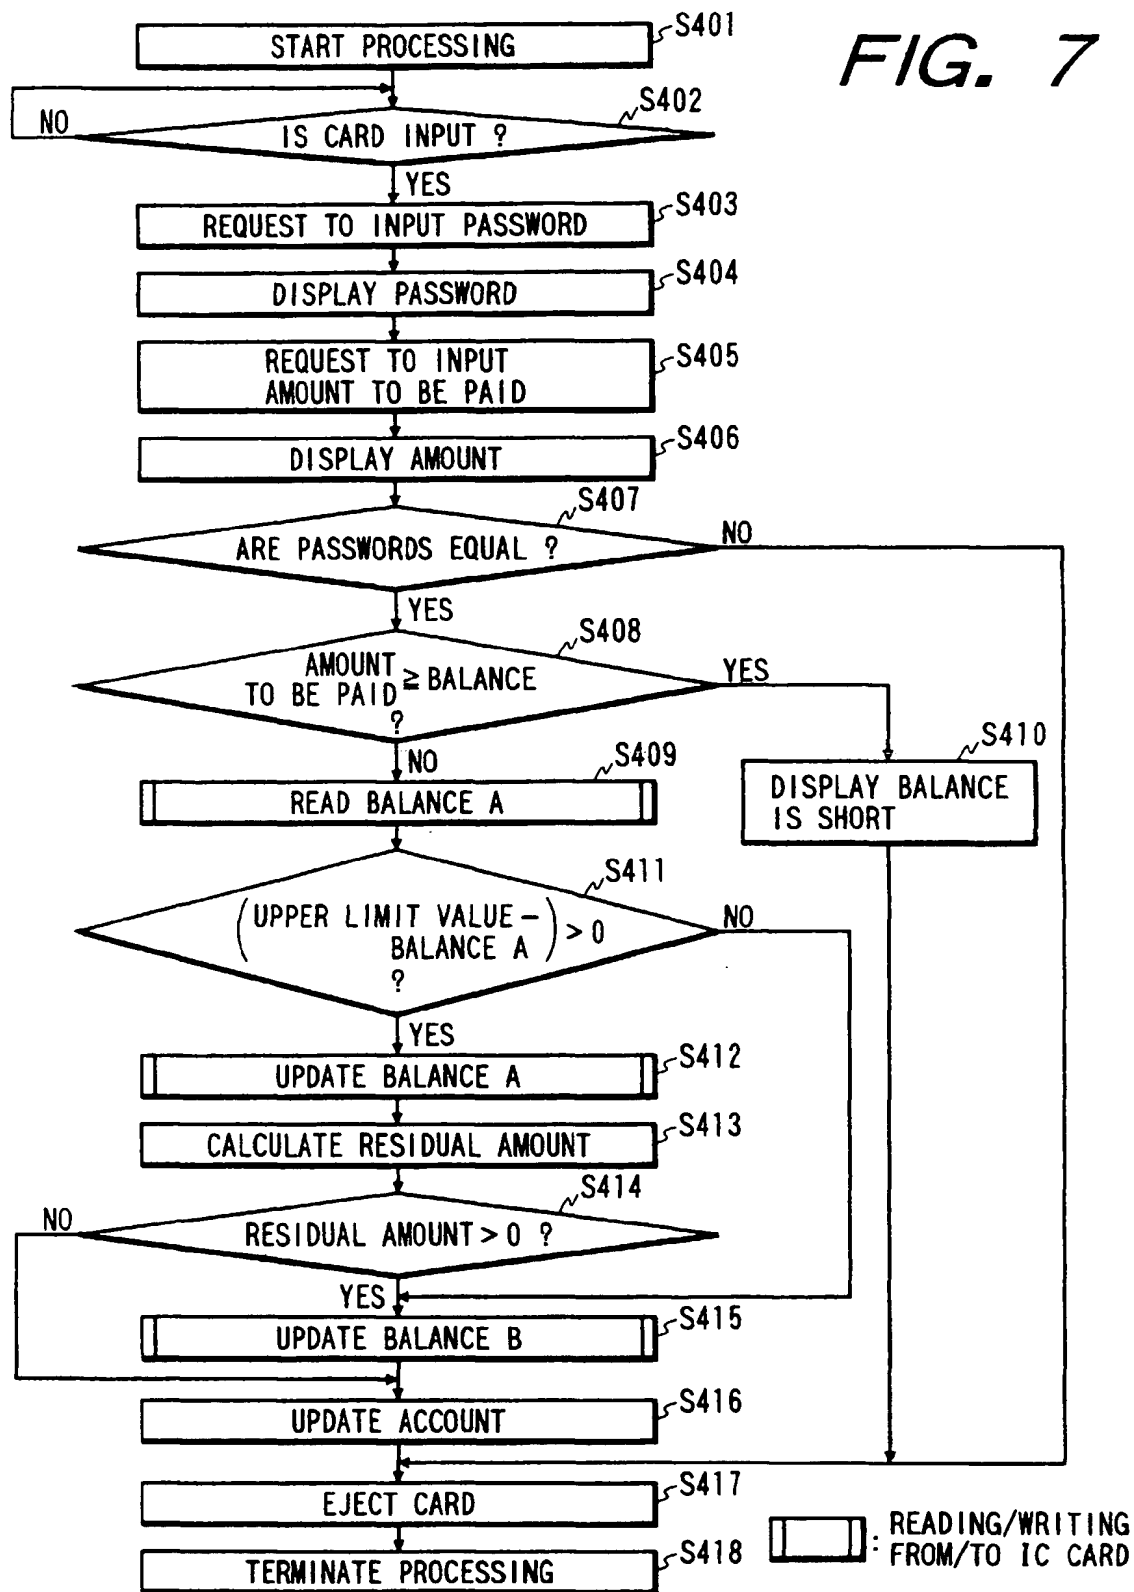 FIG. 7
S401
START PROCESSING
S402
NO
IS CARD INPUT ?
YES
S403
REQUEST TO INPUT PASSWORD
S404
DISPLAY PASSWORD
S405
REQUEST TO INPUT
AMOUNT TO BE PAID
S406
DISPLAY AMOUNT
S407
ARE PASSWORDS EQUAL ?
NO
YES
S408
AMOUNT
TO BE PAID ≧ BALANCE
?
YES
NO
S409
READ BALANCE A
S410
DISPLAY BALANCE
IS SHORT
S411
(UPPER LIMIT VALUE –
BALANCE A) > 0
?
NO
YES
S412
UPDATE BALANCE A
S413
CALCULATE RESIDUAL AMOUNT
S414
NO
RESIDUAL AMOUNT > 0 ?
YES
S415
UPDATE BALANCE B
S416
UPDATE ACCOUNT
S417
EJECT CARD
S418
TERMINATE PROCESSING
: READING/WRITING
FROM/TO IC CARD